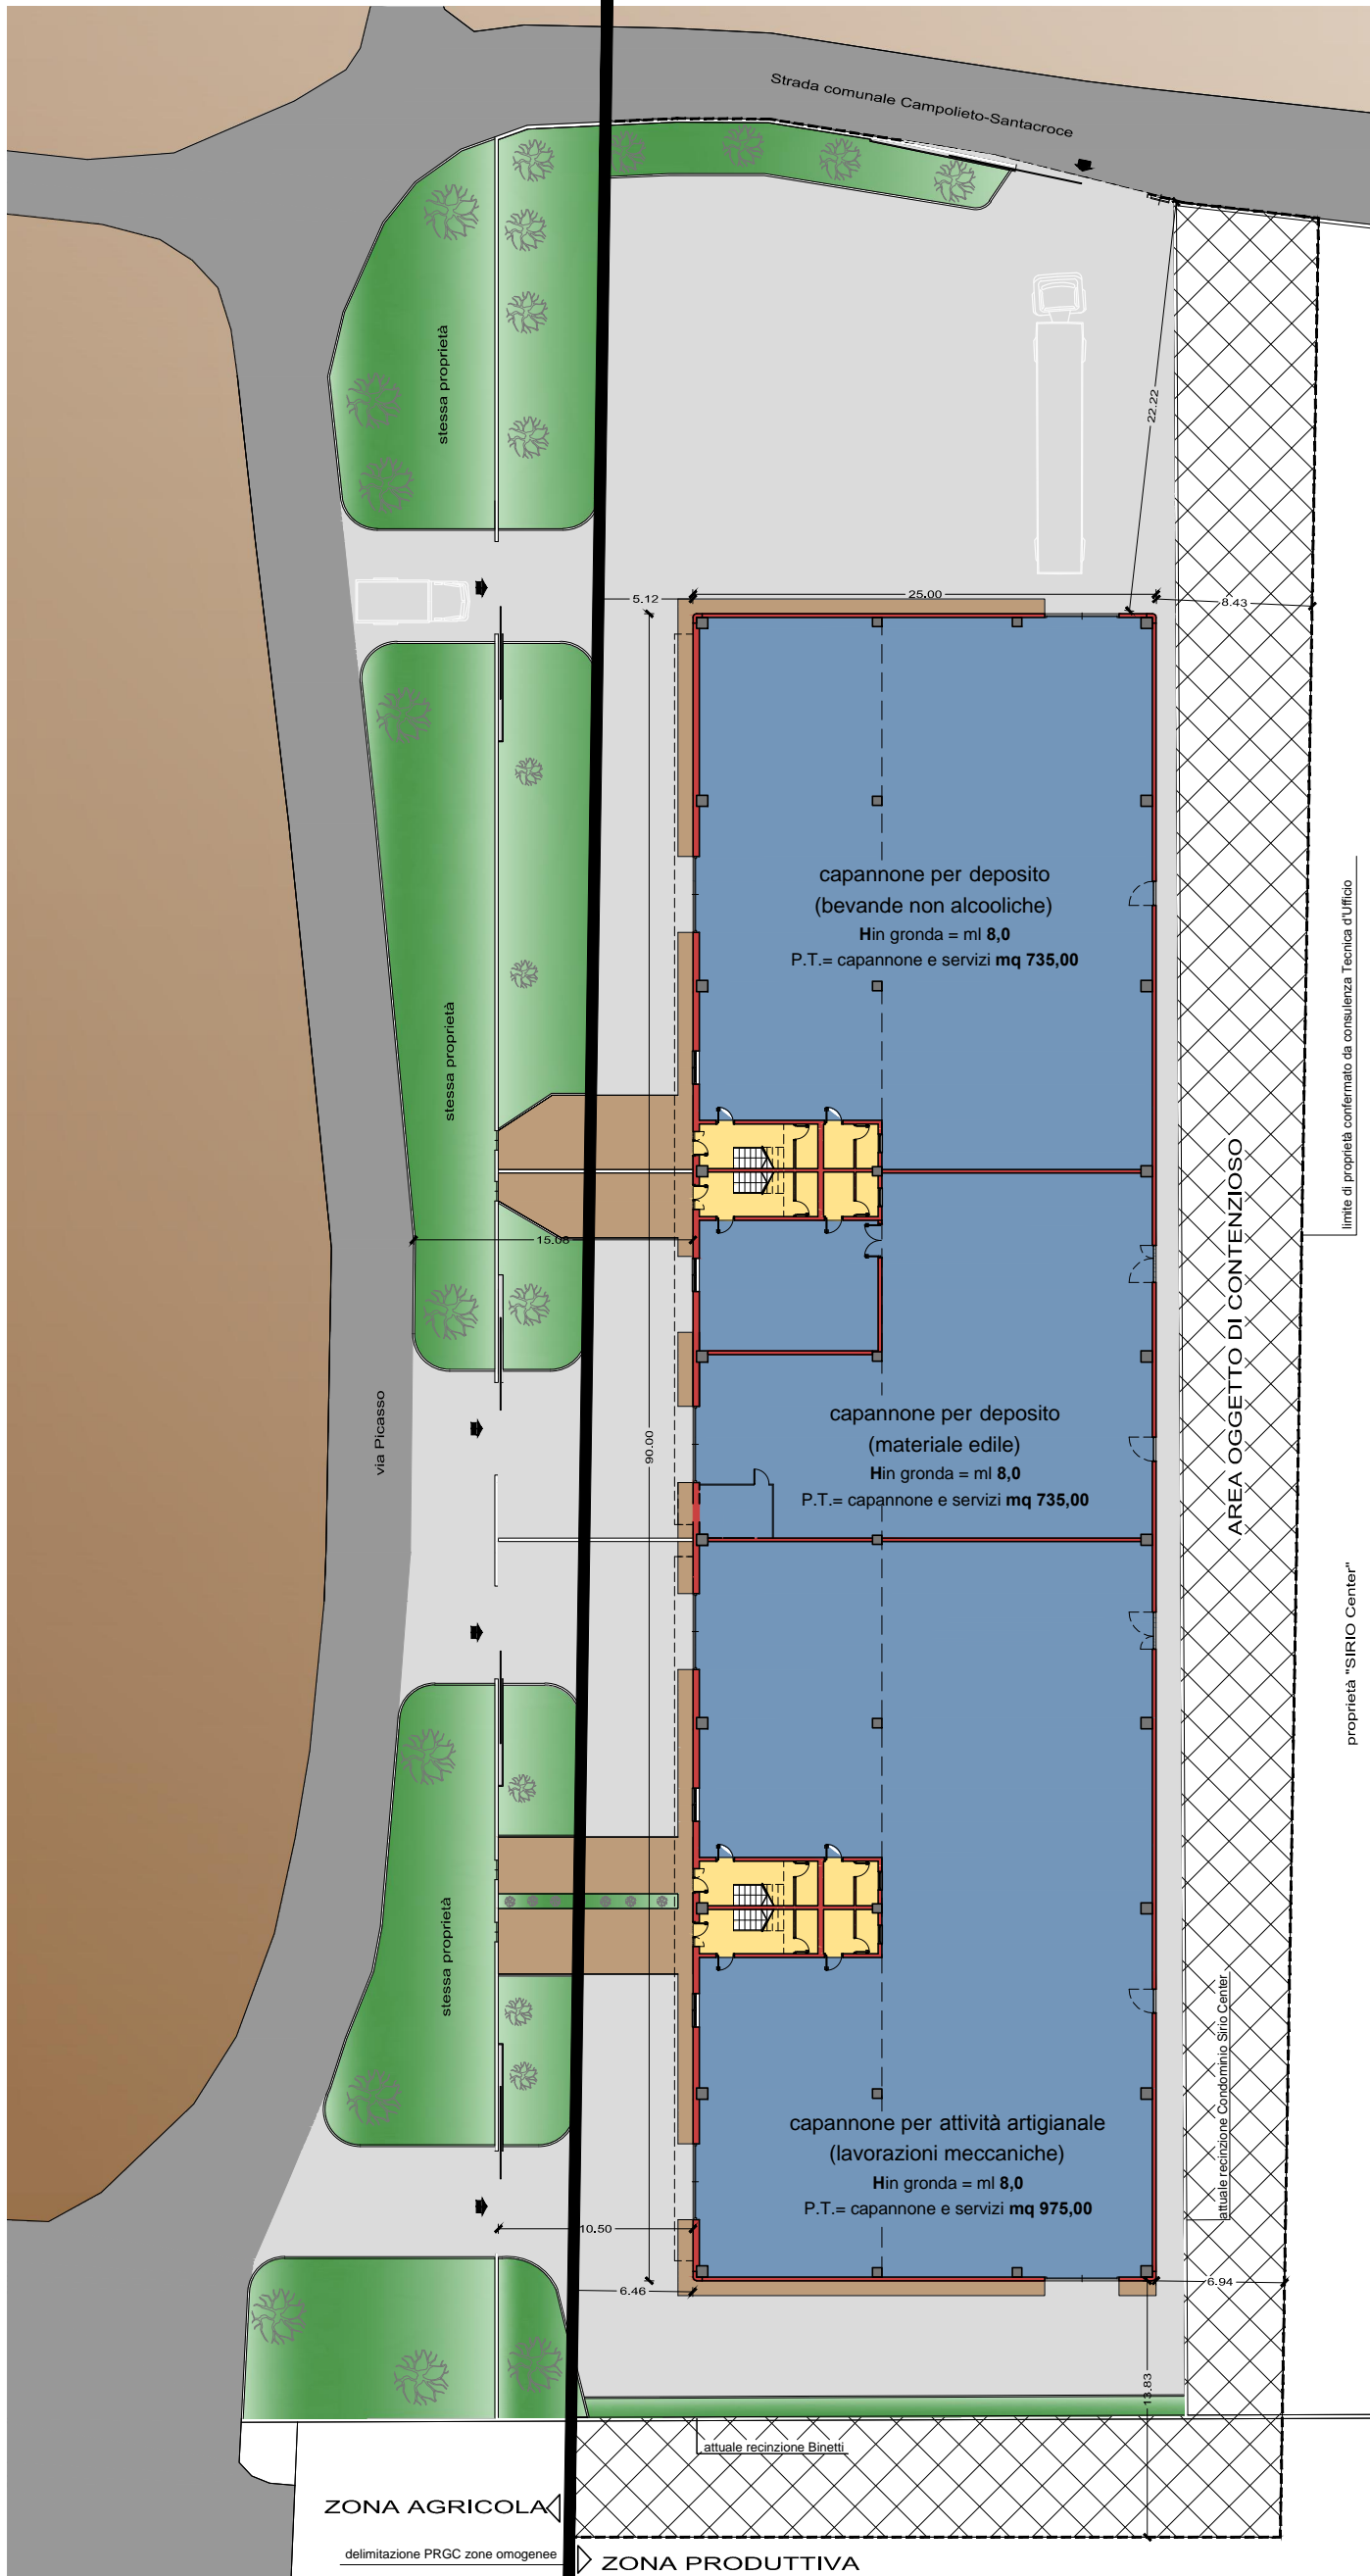 Strada comunale Campolieto-Santacroce
stessa proprietà
22.22
5.12
25.00
8.43
capannone per deposito
(bevande non alcooliche)
Hin gronda = ml 8,0
P.T.= capannone e servizi mq 735,00
limite di proprietà confermato da consulenza Tecnica d'Ufficio
stessa proprietà
15.08
AREA OGGETTO DI CONTENZIOSO
via Picasso
90.00
capannone per deposito
(materiale edile)
Hin gronda = ml 8,0
P.T.= capannone e servizi mq 735,00
proprietà "SIRIO Center"
stessa proprietà
attuale recinzione Condominio Sirio Center
capannone per attività artigianale
(lavorazioni meccaniche)
Hin gronda = ml 8,0
P.T.= capannone e servizi mq 975,00
10.50
6.46
6.94
13.83
attuale recinzione Binetti
ZONA AGRICOLA
delimitazione PRGC zone omogenee
ZONA PRODUTTIVA